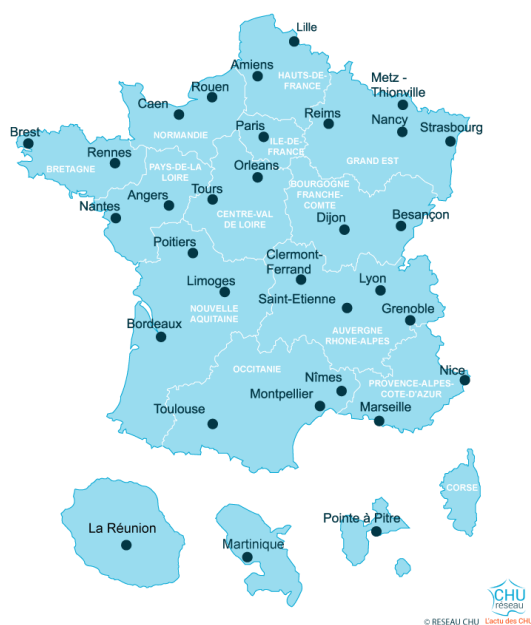 Lille
Amiens
HAUTS-DE-
FRANCE
Metz -
Thionville
Rouen
Caen
Reims
Nancy
Strasbourg
NORMANDIE
Paris
ILE-DE-
FRANCE
GRAND EST
Brest
Rennes
BRETAGNE
PAYS-DE-LA
LOIRE
Orleans
Angers
Tours
Nantes
CENTRE-VAL
DE LOIRE
BOURGOGNE
FRANCHE-
COMTE
Dijon
Besançon
Poitiers
Clermont-
Ferrand
Limoges
Lyon
Saint-Etienne
Grenoble
NOUVELLE
AQUITAINE
AUVERGNE
RHONE-ALPES
Bordeaux
OCCITANIE
Nîmes
Nice
PROVENCE-ALPES-
COTE-D'AZUR
Montpellier
Toulouse
Marseille
CORSE
La Réunion
Martinique
Pointe à Pitre
CHU
réseau
© RESEAU CHU L'actu des CHU